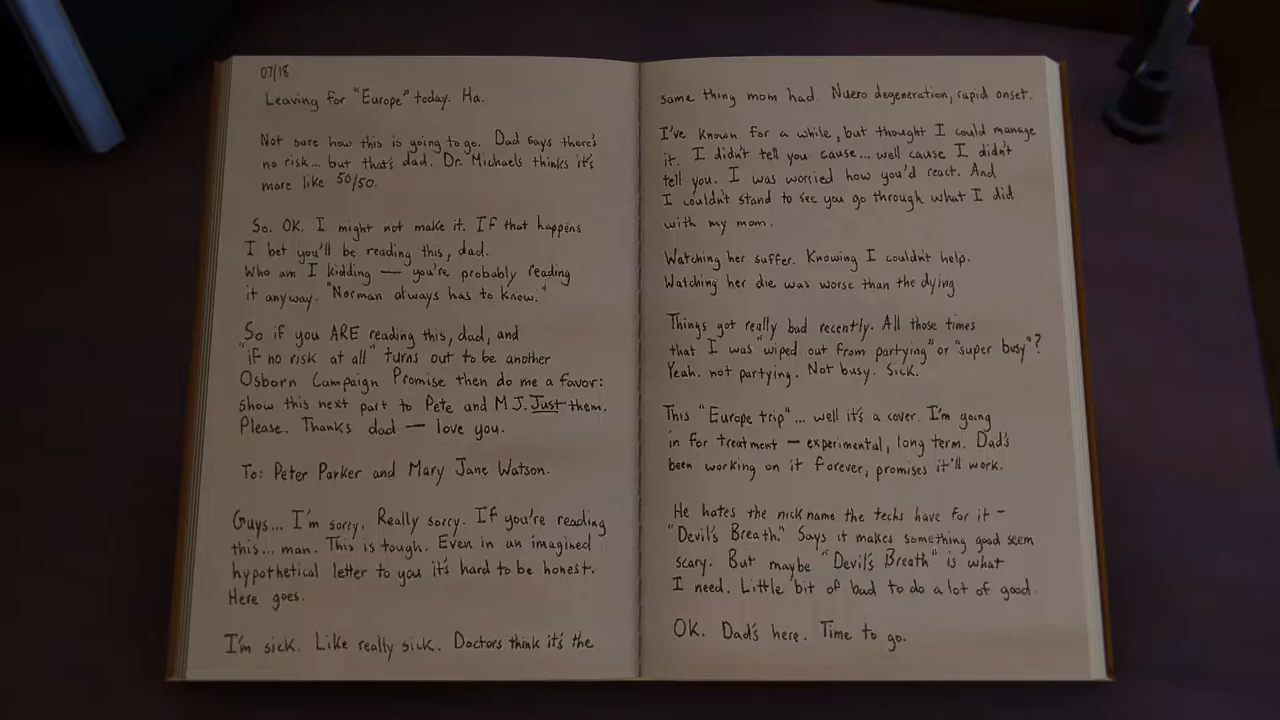 07/18
Leaving for "Europe" today. Ha.
Not sure how this is going to go. Dad says there's
no risk... but that's dad. Dr. Michaels thinks it's
more like 50/50.
So. OK. I might not make it. IF that happens
I bet you'll be reading this, dad.
Who am I kidding — you're probably reading
it anyway. "Norman always has to know."
So if you ARE reading this, dad, and
"if no risk at all" turns out to be another
Osborn Campaign Promise then do me a favor:
show this next part to Pete and MJ. Just them.
Please. Thanks dad — love you.
To: Peter Parker and Mary Jane Watson.
Guys... I'm sorry. Really sorry. If you're reading
this... man. This is tough. Even in an imagined
hypothetical letter to you it's hard to be honest.
Here goes.
I'm sick. Like really sick. Doctors think it's the
same thing mom had. Nuero degeneration, rapid onset.
I've known for a while, but thought I could manage
it. I didn't tell you cause... well cause I didn't
tell you. I was worried how you'd react. And
I couldn't stand to see you go through what I did
with my mom.
Watching her suffer. Knowing I couldn't help.
Watching her die was worse than the dying
Things got really bad recently. All those times
that I was "wiped out from partying" or "super busy"?
Yeah. not partying. Not busy. Sick.
This "Europe trip"... well it's a cover. I'm going
in for treatment — experimental, long term. Dad's
been working on it forever, promises it'll work.
He hates the nickname the techs have for it -
"Devil's Breath." Says it makes something good seem
scary. But maybe "Devil's Breath" is what
I need. Little bit of bad to do a lot of good.
OK. Dad's here. Time to go.